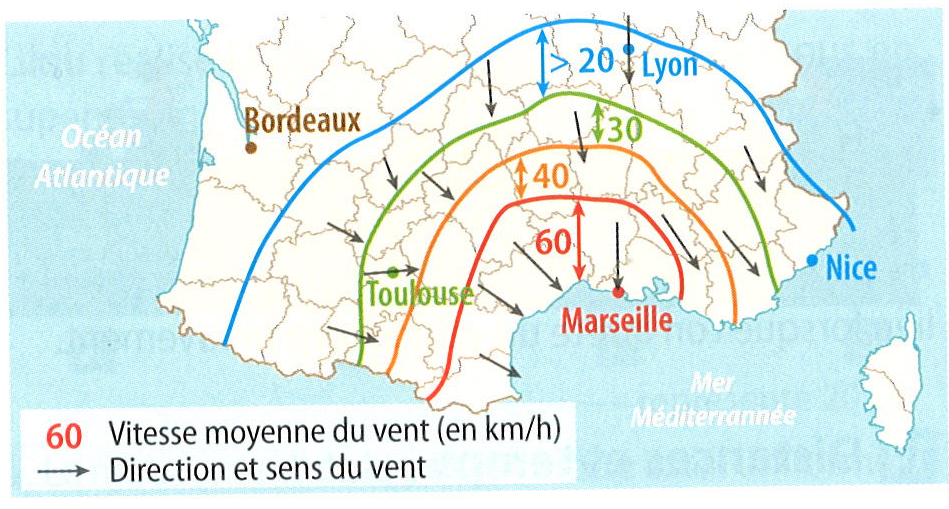 > 20
Lyon
Bordeaux
30
Océan
Atlantique
40
60
Nice
Toulouse
Marseille
Mer
Méditerrannée
60 Vitesse moyenne du vent (en km/h)
Direction et sens du vent